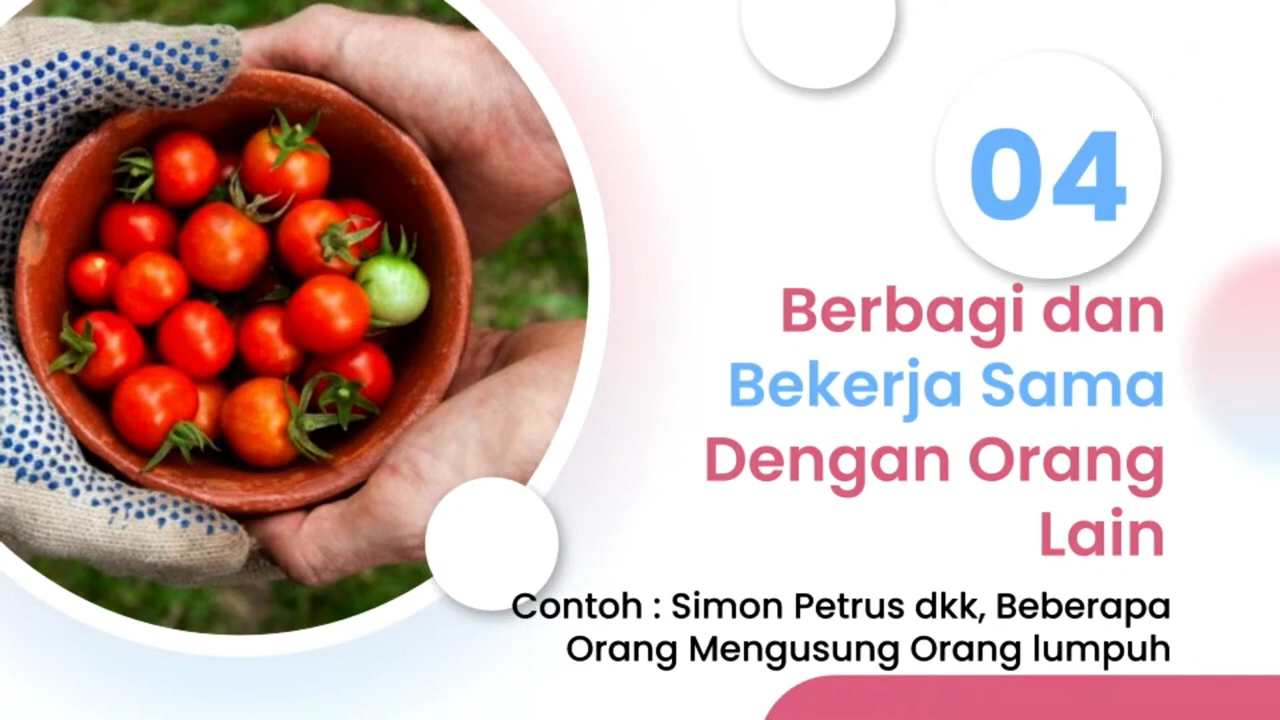 04
Berbagi dan
Bekerja Sama
Dengan Orang
Lain
Contoh : Simon Petrus dkk, Beberapa
Orang Mengusung Orang lumpuh